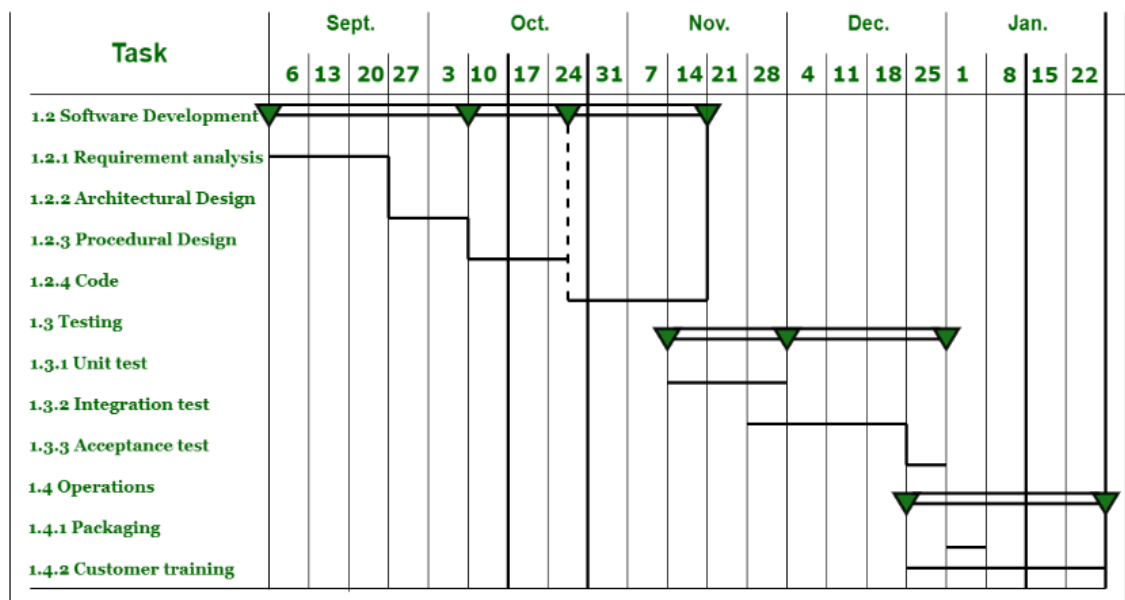 Task Sept. Oct. Nov. Dec. Jan.
6 13 20 27 3 10 17 24 31 7 14 21 28 4 11 18 25 1 8 15 22
1.2 Software Development
1.2.1 Requirement analysis
1.2.2 Architectural Design
1.2.3 Procedural Design
1.2.4 Code
1.3 Testing
1.3.1 Unit test
1.3.2 Integration test
1.3.3 Acceptance test
1.4 Operations
1.4.1 Packaging
1.4.2 Customer training